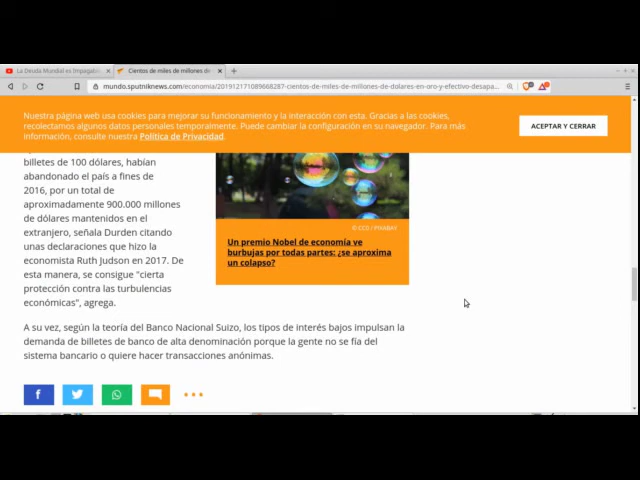 La Deuda Mundial es Impagab
Cientos de miles de millones de
mundo.sputniknews.com/economia/201912171089668287-cientos-de-miles-de-millones-de-dolares-en-oro-y-efectivo-desapa...
Nuestra página web usa cookies para mejorar su funcionamiento y la interacción con esta. Gracias a las cookies,
recolectamos algunos datos personales temporalmente. Puede cambiar la configuración en su navegador. Para más
información, consulte nuestra Política de Privacidad.
ACEPTAR Y CERRAR
billetes de 100 dólares, habían
abandonado el país a fines de
2016, por un total de
aproximadamente 900.000 millones
de dólares mantenidos en el
extranjero, señala Durden citando
unas declaraciones que hizo la
economista Ruth Judson en 2017. De
esta manera, se consigue "cierta
protección contra las turbulencias
económicas", agrega.
© CC0 / PIXABAY
Un premio Nobel de economía ve
burbujas por todas partes: ¿se aproxima
un colapso?
A su vez, según la teoría del Banco Nacional Suizo, los tipos de interés bajos impulsan la
demanda de billetes de banco de alta denominación porque la gente no se fía del
sistema bancario o quiere hacer transacciones anónimas.